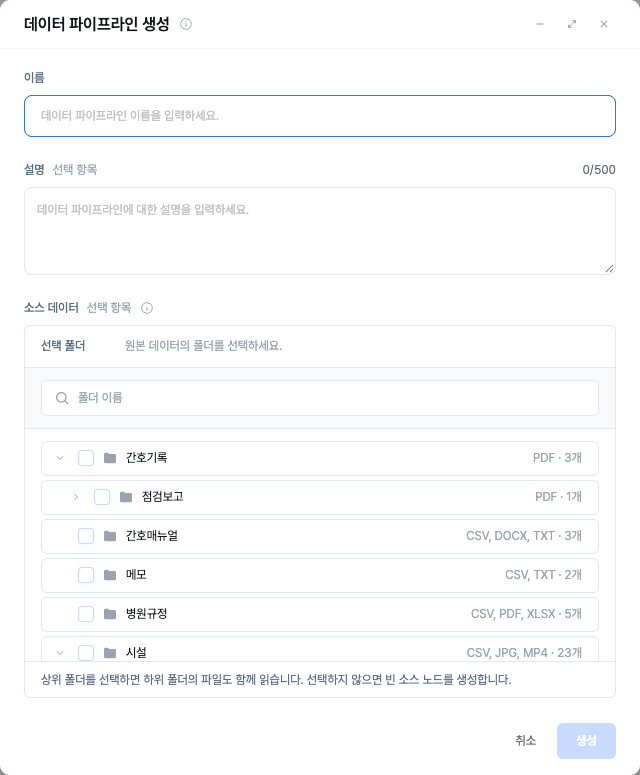 데이터 파이프라인 생성
이름
데이터 파이프라인 이름을 입력하세요.
설명 선택 항목 0/500
데이터 파이프라인에 대한 설명을 입력하세요.
소스 데이터 선택 항목
선택 폴더 원본 데이터의 폴더를 선택하세요.
폴더 이름
간호기록 PDF · 3개
점검보고 PDF · 1개
간호매뉴얼 CSV, DOCX, TXT · 3개
메모 CSV, TXT · 2개
병원규정 CSV, PDF, XLSX · 5개
시설 CSV, JPG, MP4 · 23개
상위 폴더를 선택하면 하위 폴더의 파일도 함께 읽습니다. 선택하지 않으면 빈 소스 노드를 생성합니다.
취소 생성